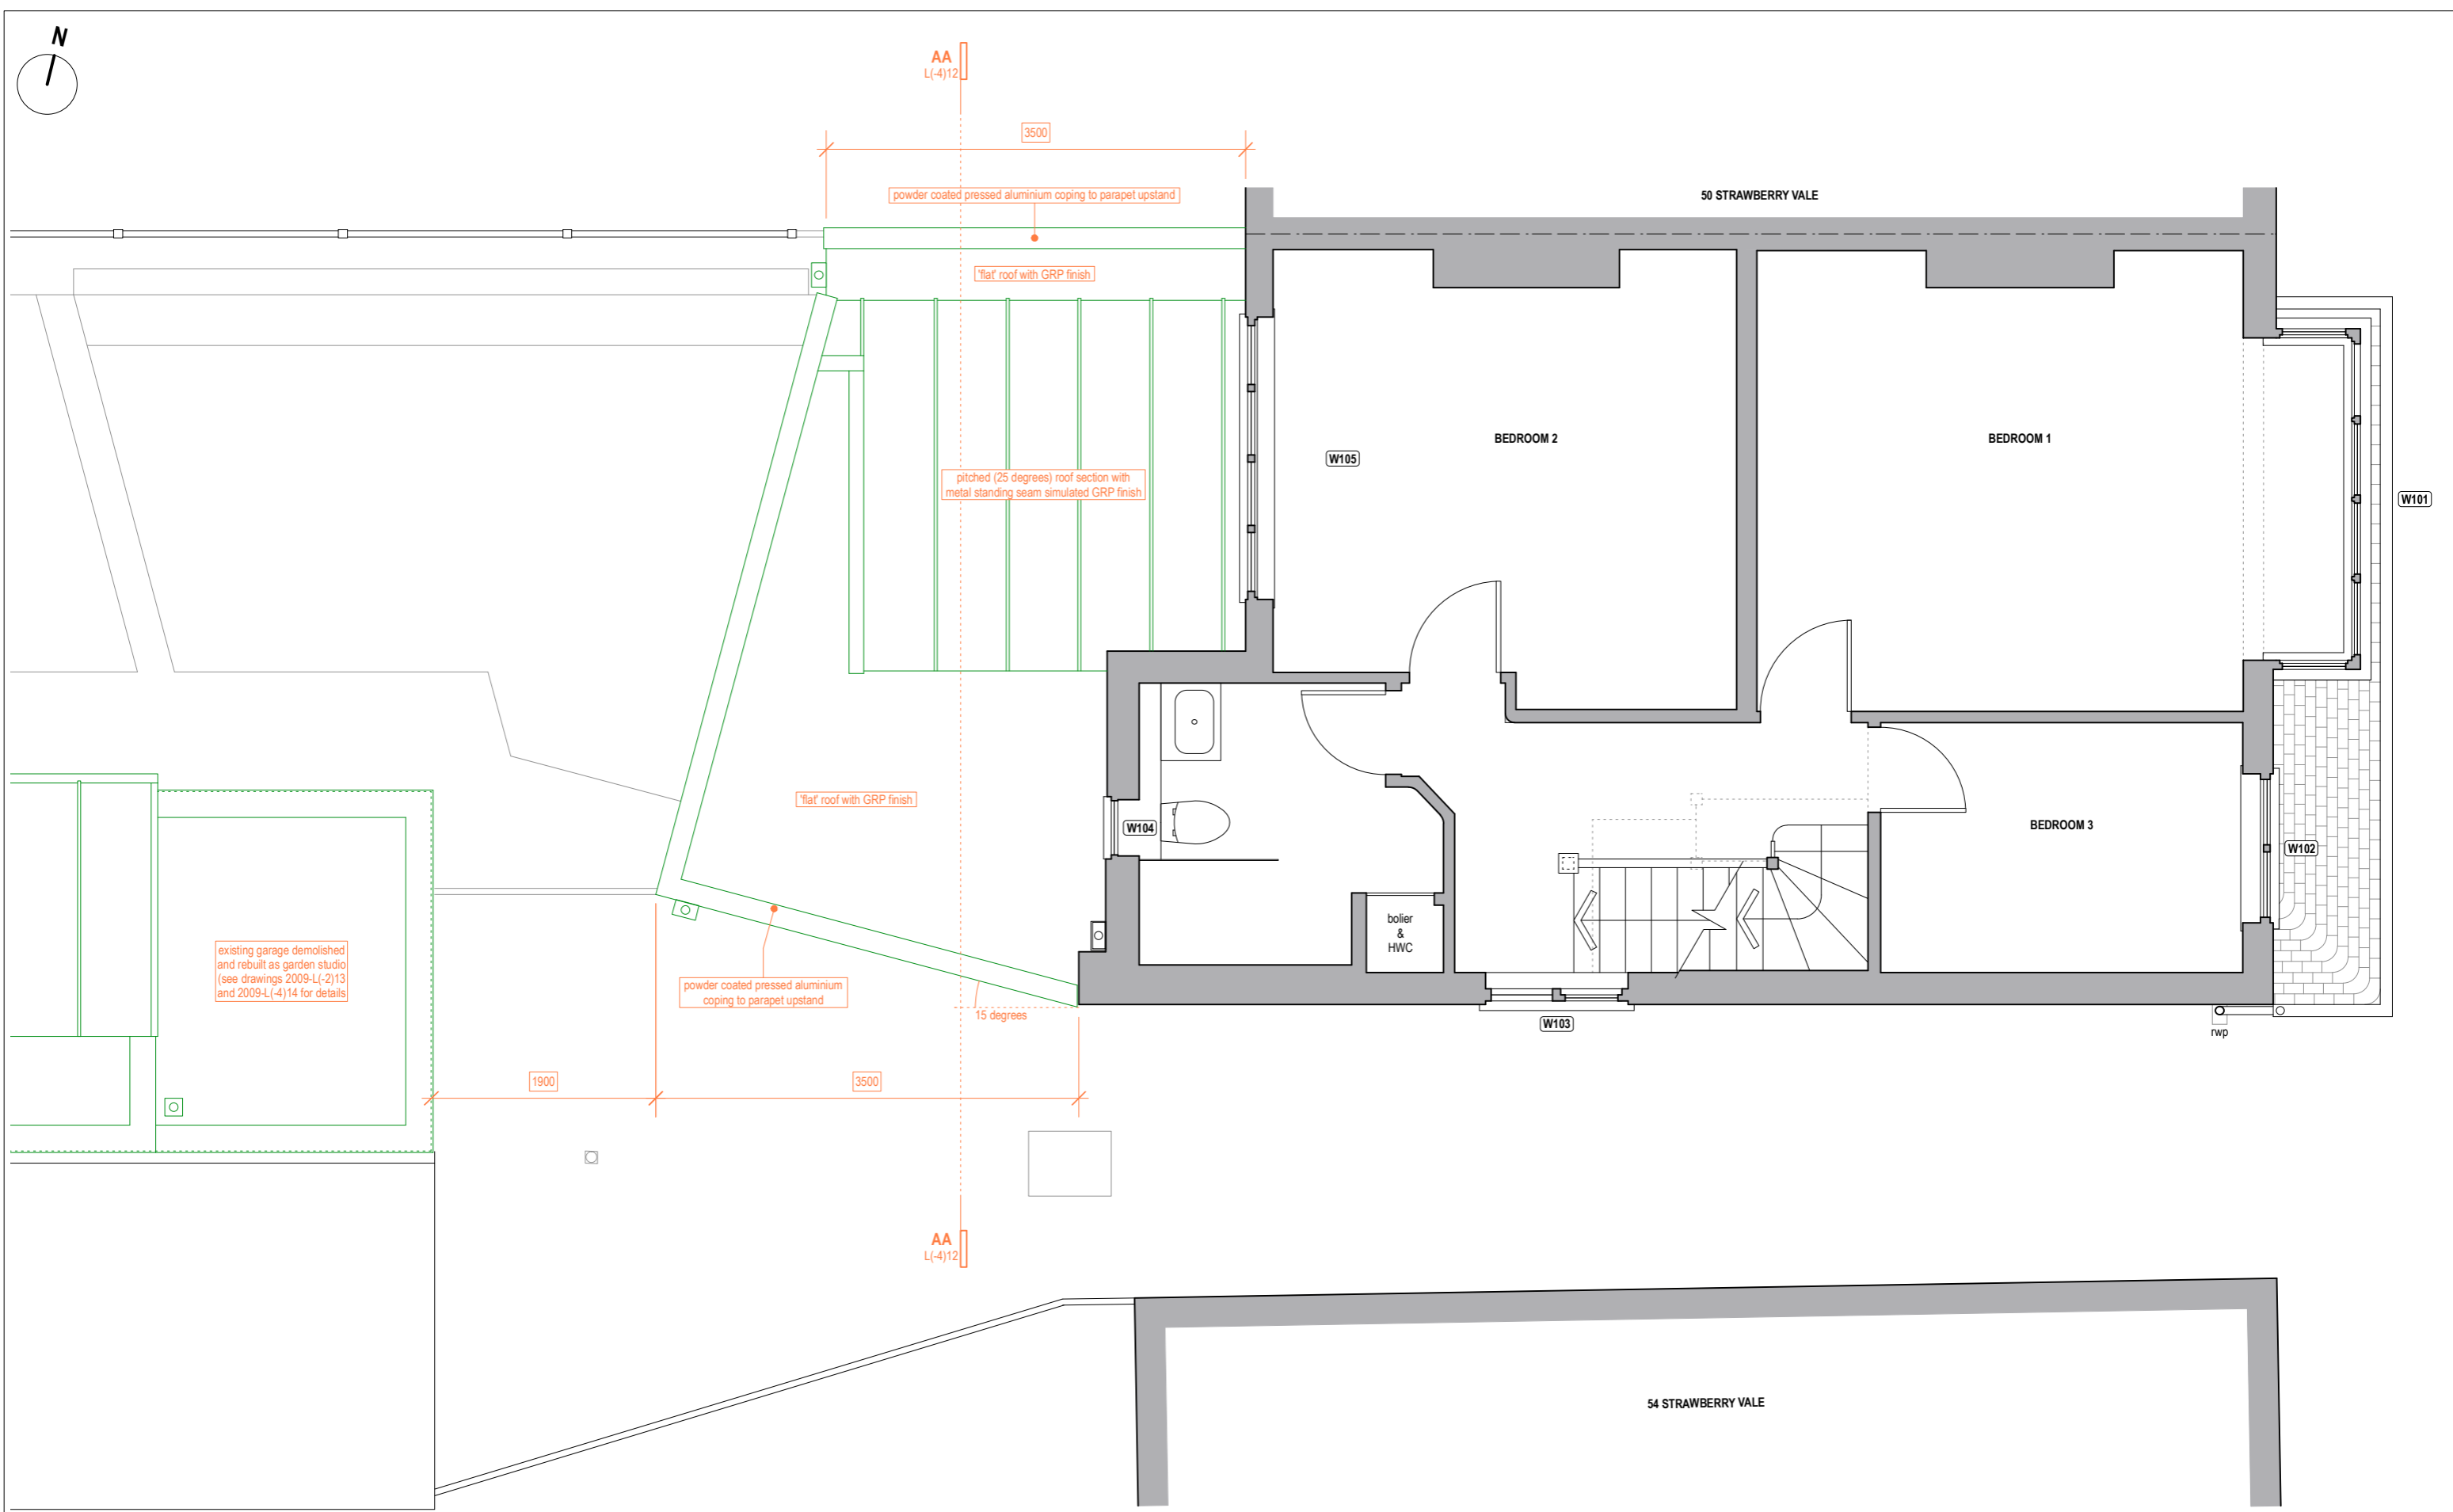 N
AA
L(-4)12
3500
powder coated pressed aluminium coping to parapet upstand
50 STRAWBERRY VALE
'flat' roof with GRP finish
BEDROOM 2
BEDROOM 1
W105
pitched (25 degrees) roof section with
metal standing seam simulated GRP finish
W101
'flat' roof with GRP finish
W104
BEDROOM 3
W102
bolier
&
HWC
existing garage demolished
and rebuilt as garden studio
(see drawings 2009-L(-2)13
and 2009-L(-4)14 for details
powder coated pressed aluminium
coping to parapet upstand
15 degrees
W103
rwp
1900
3500
AA
L(-4)12
54 STRAWBERRY VALE